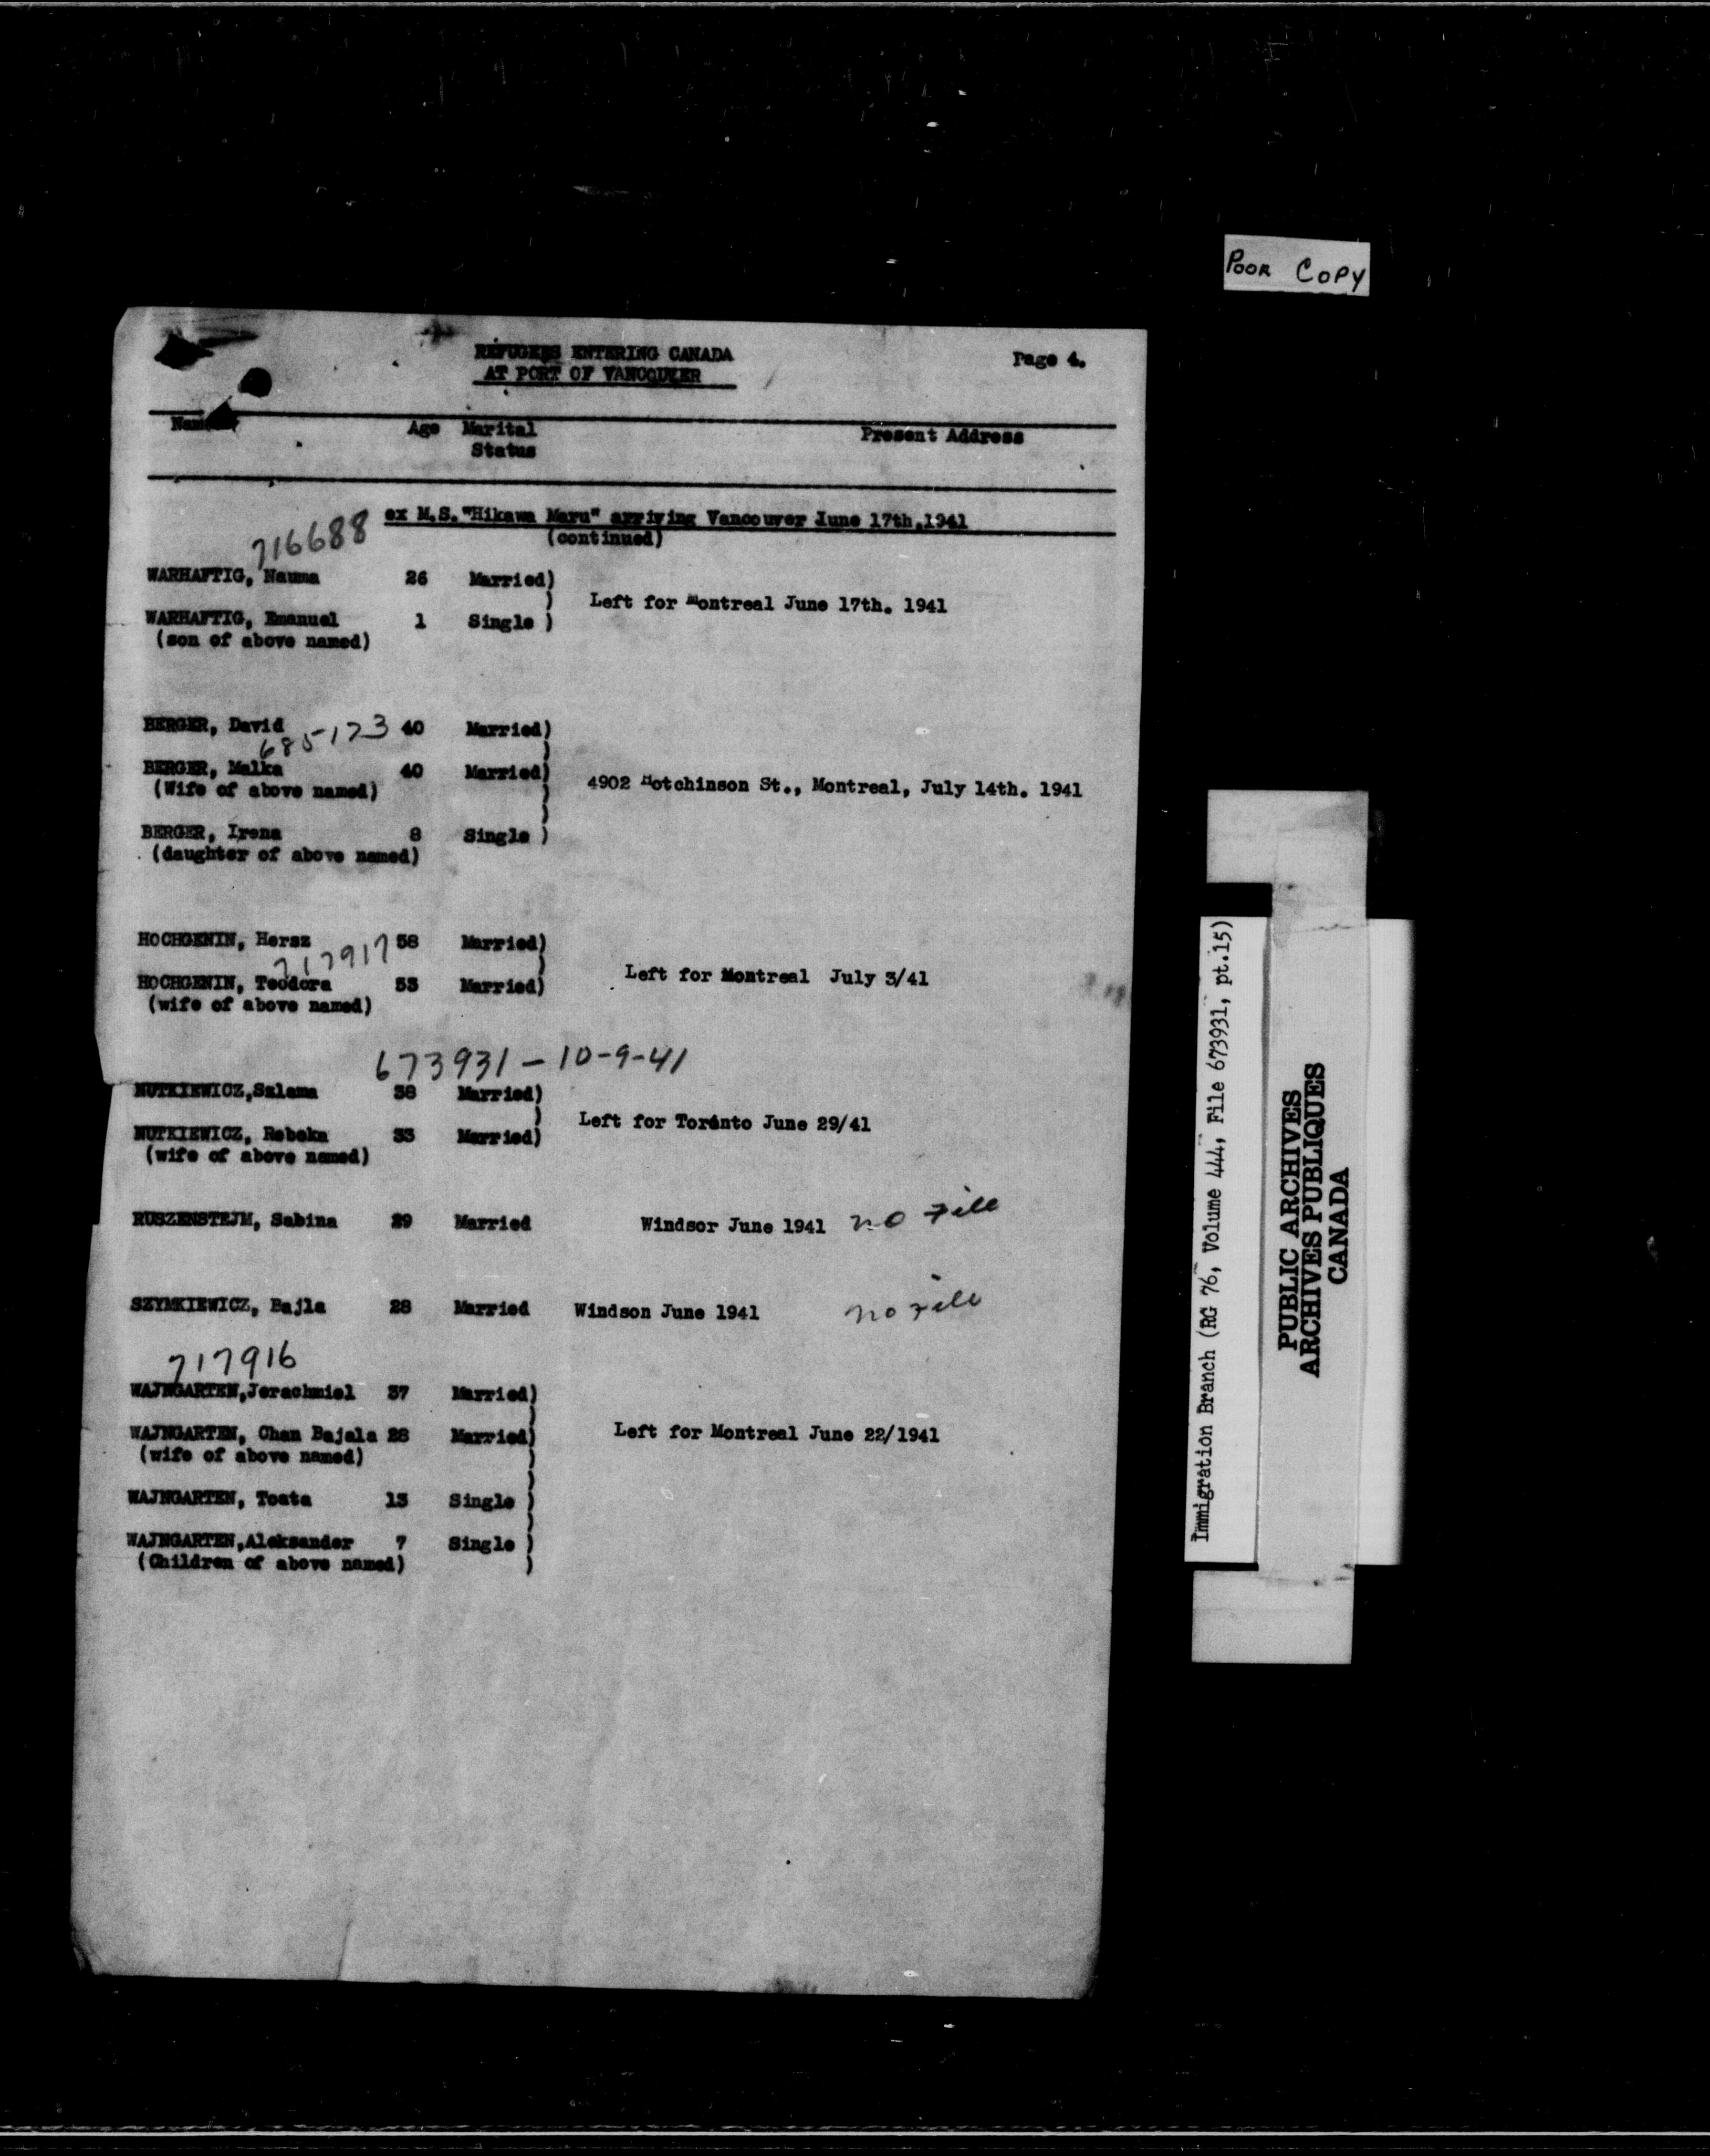 POOR COPY
REFUGEES ENTERING CANADA
AT PORT OF VANCOUVER
Page 4.
Name Age Marital Present Address
Status
ex M.S. "Hikawa Maru" arriving Vancouver June 17th.1941
(continued)
716688
WARHAFTIG, Nauma 26 Married)
) Left for Montreal June 17th. 1941
WARHAFTIG, Emanuel 1 Single )
(son of above named)
BERGER, David 40 Married)
685-123 )
BERGER, Malka 40 Married)
(Wife of above named) ) 4902 Hotchinson St., Montreal, July 14th. 1941
)
BERGER, Irena 8 Single )
(daughter of above named)
HOCHGENIN, Hersz 58 Married)
717917 ) Left for Montreal July 3/41
HOCHGENIN, Teodora 53 Married)
(wife of above named)
673931-10-9-41
NUTKIEWICZ,Szlama 38 Married)
) Left for Toronto June 29/41
NUTKIEWICZ, Rebeka 33 Married)
(wife of above named)
RUSZENSTEJM, Sabina 29 Married Windsor June 1941 no File
SZYMKIEWICZ, Bajla 28 Married Windson June 1941 no File
717916
WAJNGARTEN,Jerachmiel 37 Married)
)
WAJNGARTEN, Chan Bajala 28 Married) Left for Montreal June 22/1941
(wife of above named) )
)
WAJNGARTEN, Toata 13 Single )
)
WAJNGARTEN,Aleksander 7 Single )
(Children of above named) )
Immigration Branch (RG 76, Volume 444, File 673931, pt.15)
PUBLIC ARCHIVES
ARCHIVES PUBLIQUES
CANADA